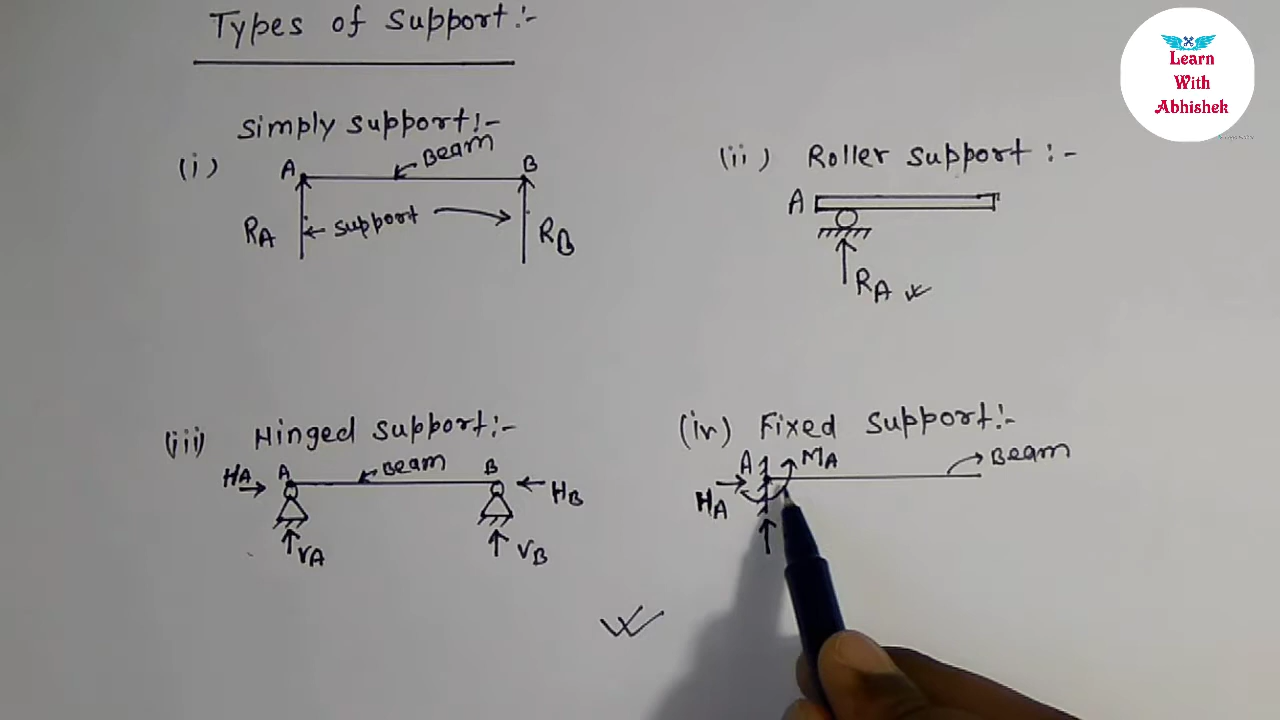 Types of Support:-
Learn
With
Abhishek
Simply support:-
(i) A Beam B
RA support RB
(ii) Roller support :-
A
RA
(iii) Hinged support:-
HA A Beam B HB
VA VB
(iv) Fixed support:-
A MA Beam
HA